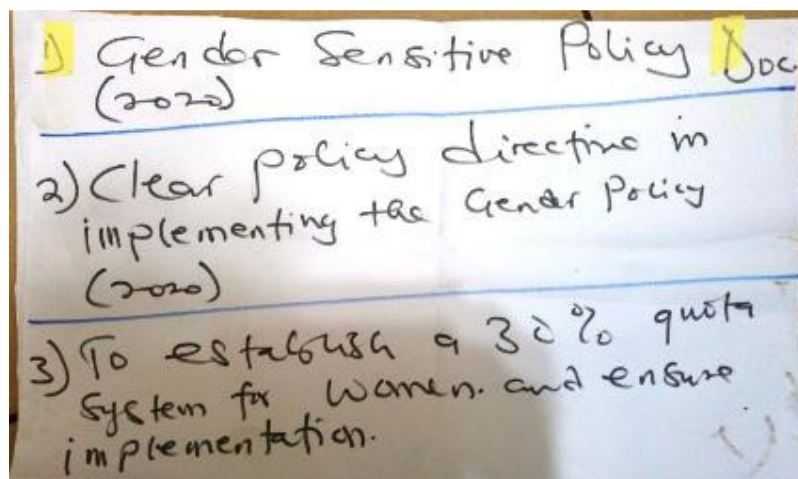 1) Gender Sensitive Policy Doc.
(2020)
2) Clear policy directive in
implementing the Gender Policy
(2020)
3) To establish a 30% quota
system for women. and ensure
implementation.